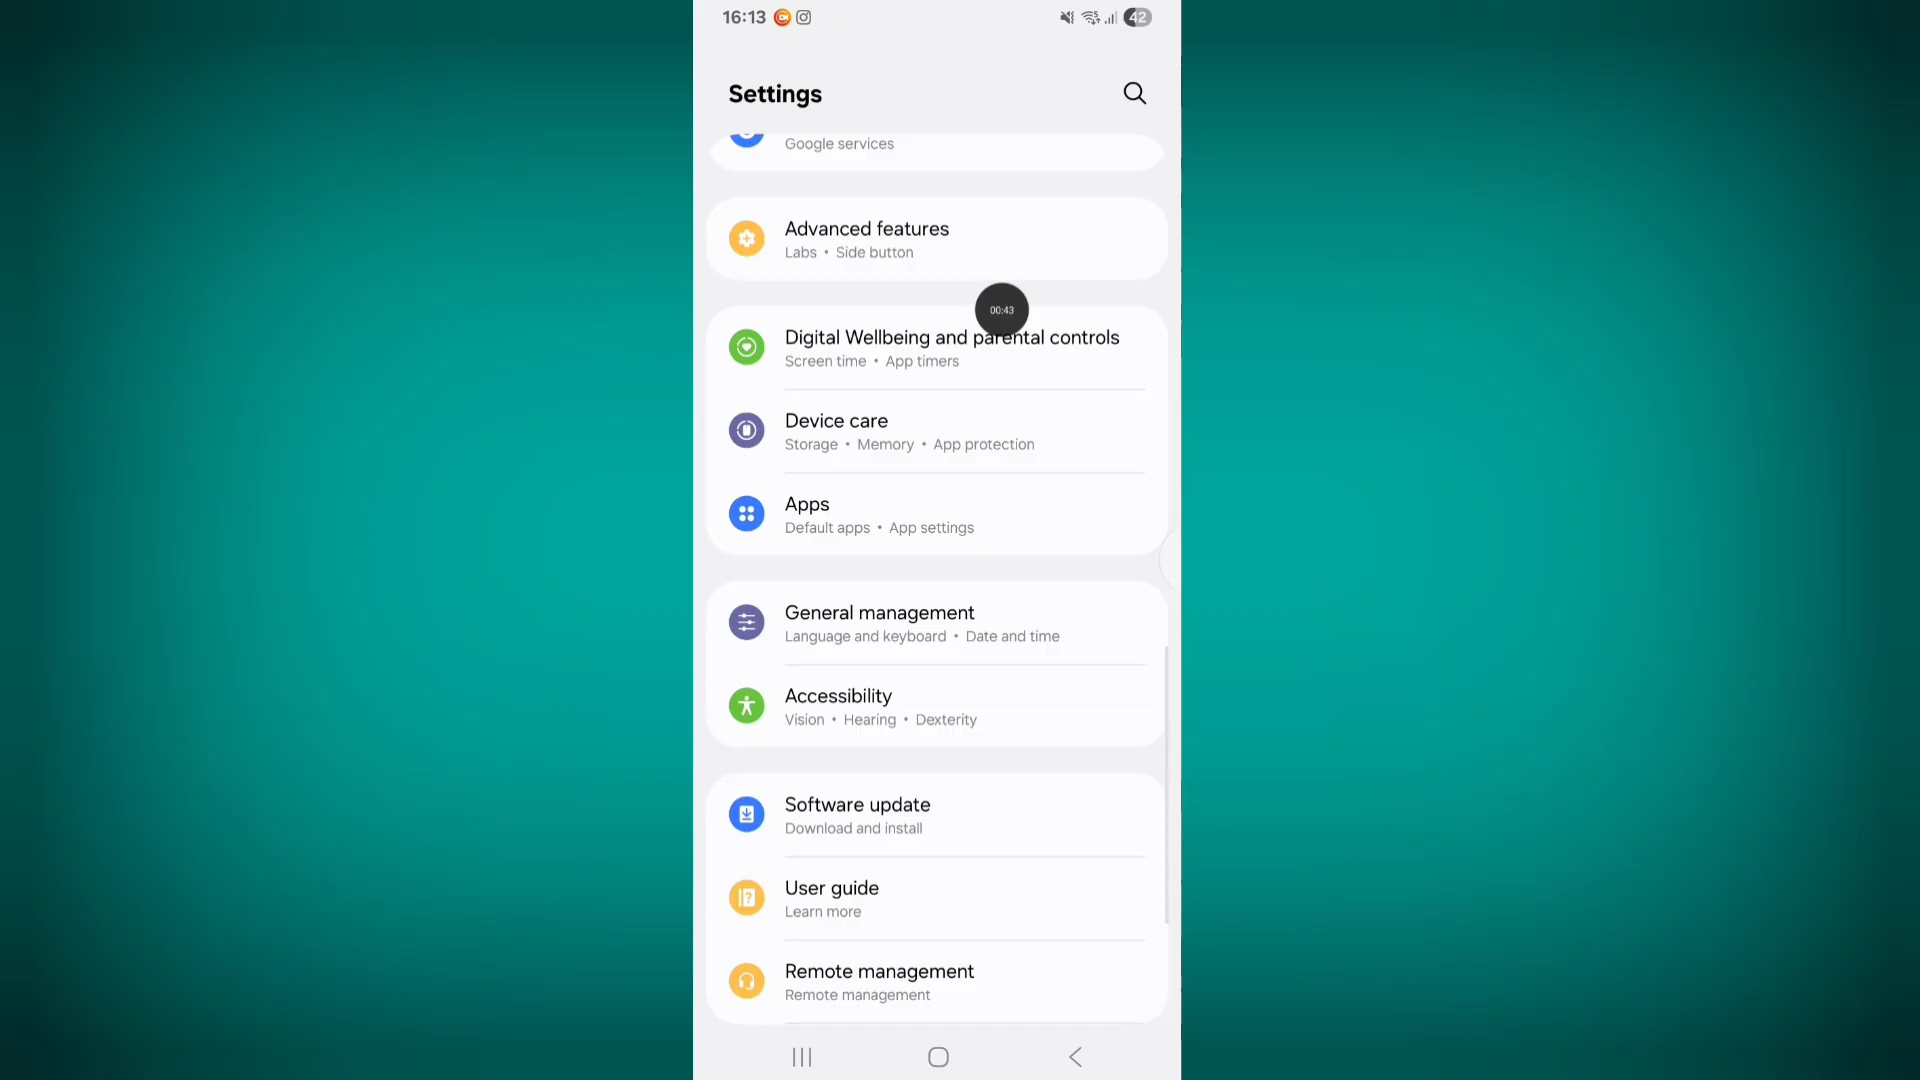 16:13
42
Settings
Google services
Advanced features
Labs • Side button
00:43
Digital Wellbeing and parental controls
Screen time • App timers
Device care
Storage • Memory • App protection
Apps
Default apps • App settings
General management
Language and keyboard • Date and time
Accessibility
Vision • Hearing • Dexterity
Software update
Download and install
User guide
Learn more
Remote management
Remote management